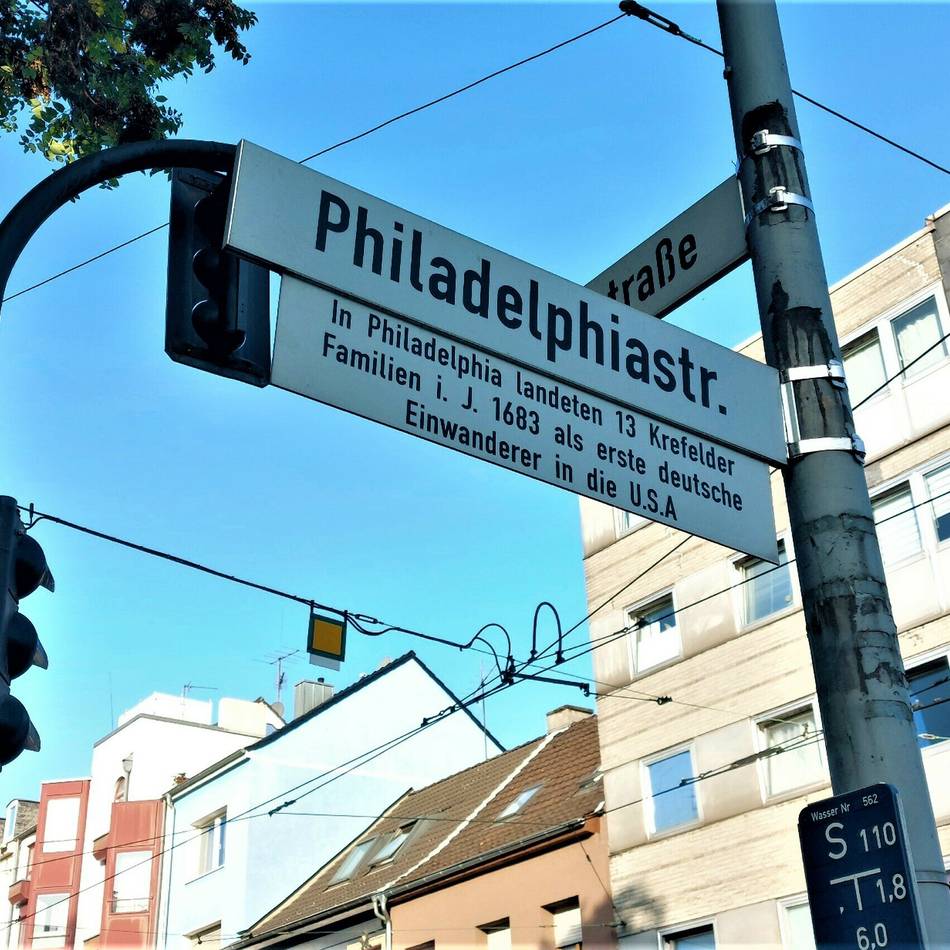 Philadelphiastr.
In Philadelphia landeten 13 Krefelder
Familien i. J. 1683 als erste deutsche
Einwanderer in die U.S.A
traße
Wasser Nr 562
S 110
T 1,8
6,0